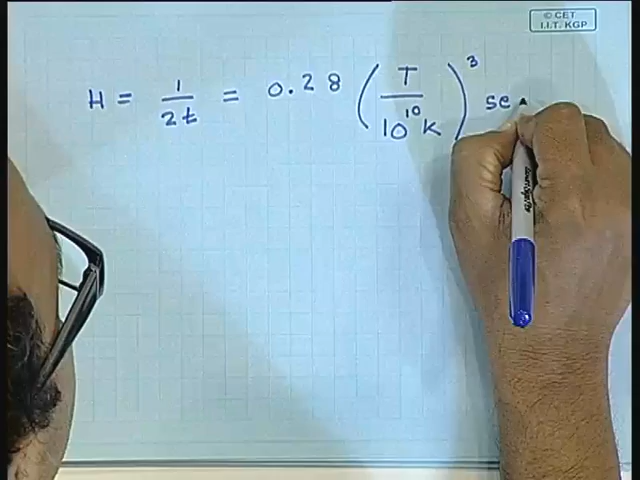 © CET
I.I.T. KGP
H = 1/2t = 0.28 (T/10^10 K)^3 se